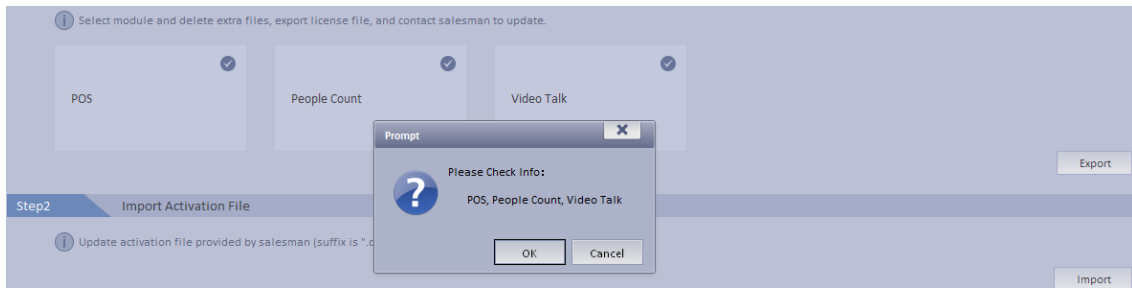 Select module and delete extra files, export license file, and contact salesman to update.
POS
People Count
Video Talk
Prompt
Please Check Info:
POS, People Count, Video Talk
OK
Cancel
Export
Step2
Import Activation File
Update activation file provided by salesman (suffix is ".
Import